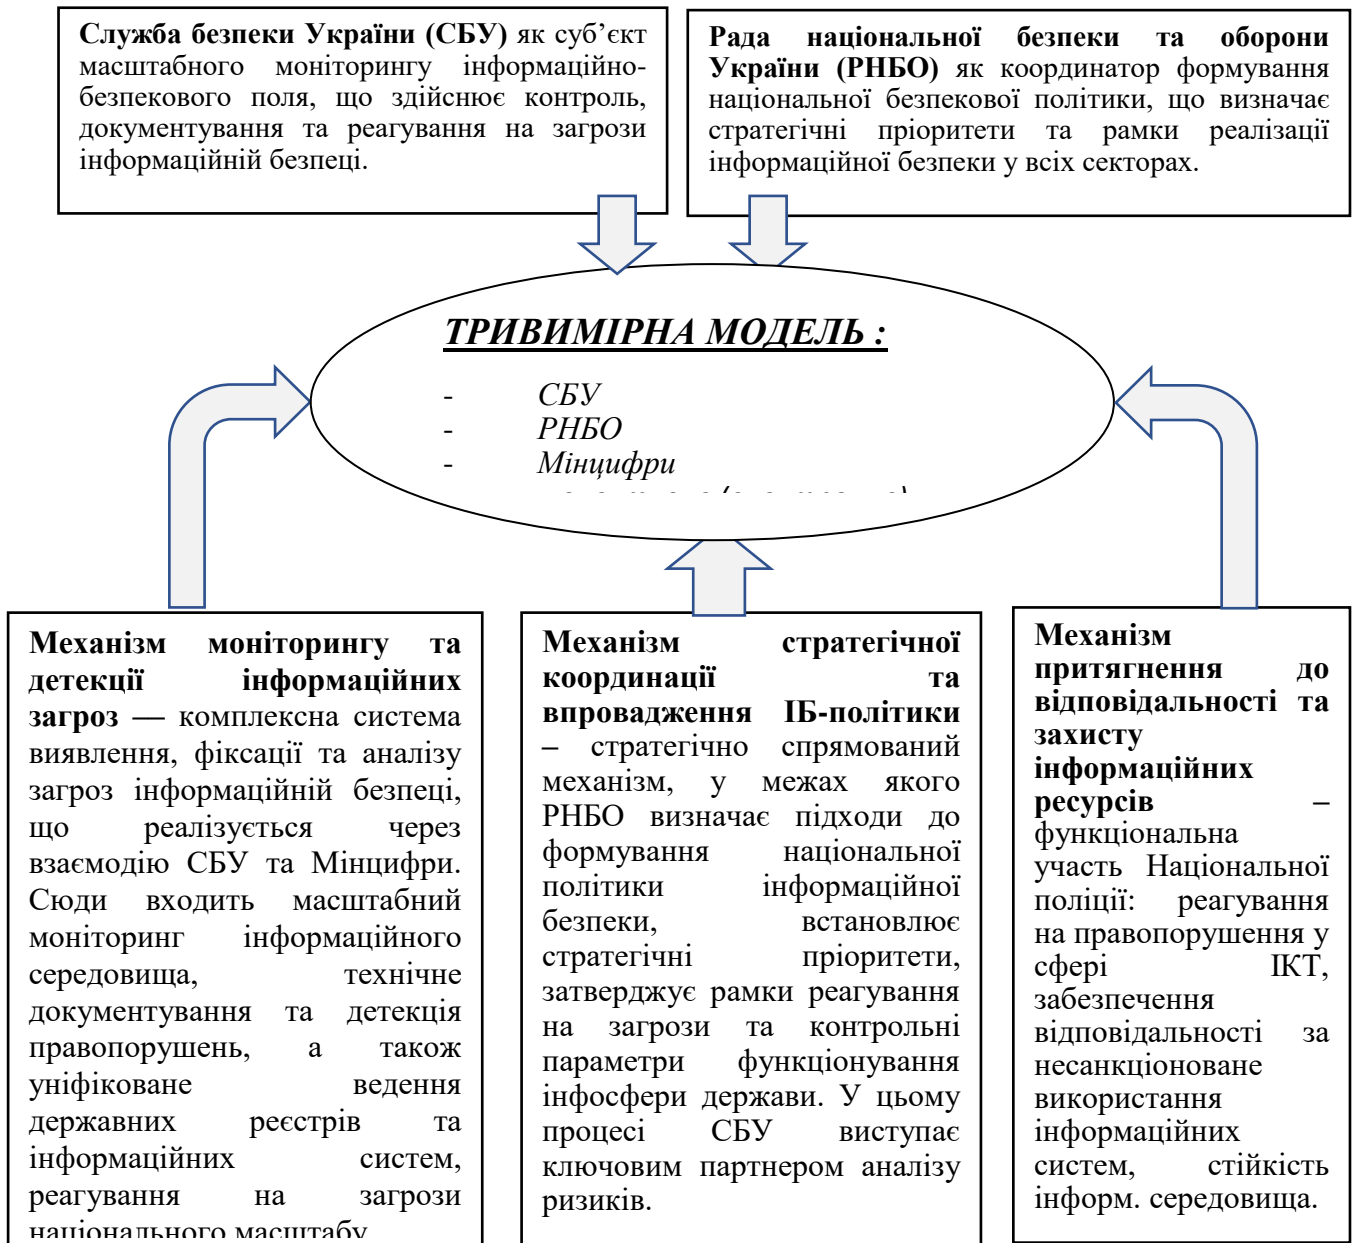 Служба безпеки України (СБУ) як суб’єкт
масштабного моніторингу інформаційно-
безпекового поля, що здійснює контроль,
документування та реагування на загрози
інформаційній безпеці.
Рада національної безпеки та оборони
України (РНБО) як координатор формування
національної безпекової політики, що визначає
стратегічні пріоритети та рамки реалізації
інформаційної безпеки у всіх секторах.
ТРИВИМІРНА МОДЕЛЬ :
- СБУ
- РНБО
- Мінцифри
Механізм моніторингу та
детекції інформаційних
загроз — комплексна система
виявлення, фіксації та аналізу
загроз інформаційній безпеці,
що реалізується через
взаємодію СБУ та Мінцифри.
Сюди входить масштабний
моніторинг інформаційного
середовища, технічне
документування та детекція
правопорушень, а також
уніфіковане ведення
державних реєстрів та
інформаційних систем,
реагування на загрози
національного масштабу
Механізм стратегічної
координації та
впровадження ІБ-політики
– стратегічно спрямований
механізм, у межах якого
РНБО визначає підходи до
формування національної
політики інформаційної
безпеки, встановлює
стратегічні пріоритети,
затверджує рамки реагування
на загрози та контрольні
параметри функціонування
інфосфери держави. У цьому
процесі СБУ виступає
ключовим партнером аналізу
ризиків.
Механізм
притягнення до
відповідальності та
захисту
інформаційних
ресурсів –
функціональна
участь Національної
поліції: реагування
на правопорушення у
сфері ІКТ,
забезпечення
відповідальності за
несанкціоноване
використання
інформаційних
систем, стійкість
інформ. середовища.